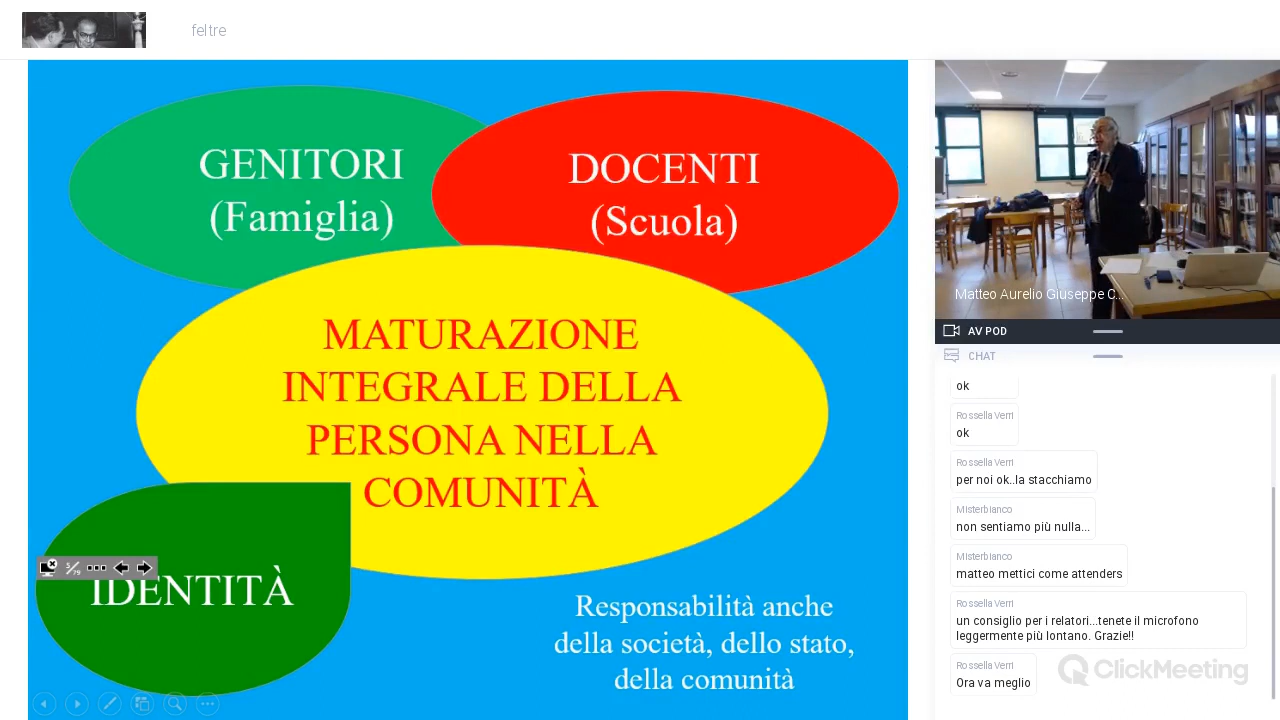 feltre
GENITORI
(Famiglia)
DOCENTI
(Scuola)
MATURAZIONE
INTEGRALE DELLA
PERSONA NELLA
COMUNITÀ
IDENTITÀ
5/79
Responsabilità anche
della società, dello stato,
della comunità
Matteo Aurelio Giuseppe C...
AV POD
CHAT
ok
Rossella Verri
ok
Rossella Verri
per noi ok..la stacchiamo
Misterbianco
non sentiamo più nulla...
Misterbianco
matteo mettici come attenders
Rossella Verri
un consiglio per i relatori...tenete il microfono
leggermente più lontano. Grazie!!
Rossella Verri
Ora va meglio
ClickMeeting